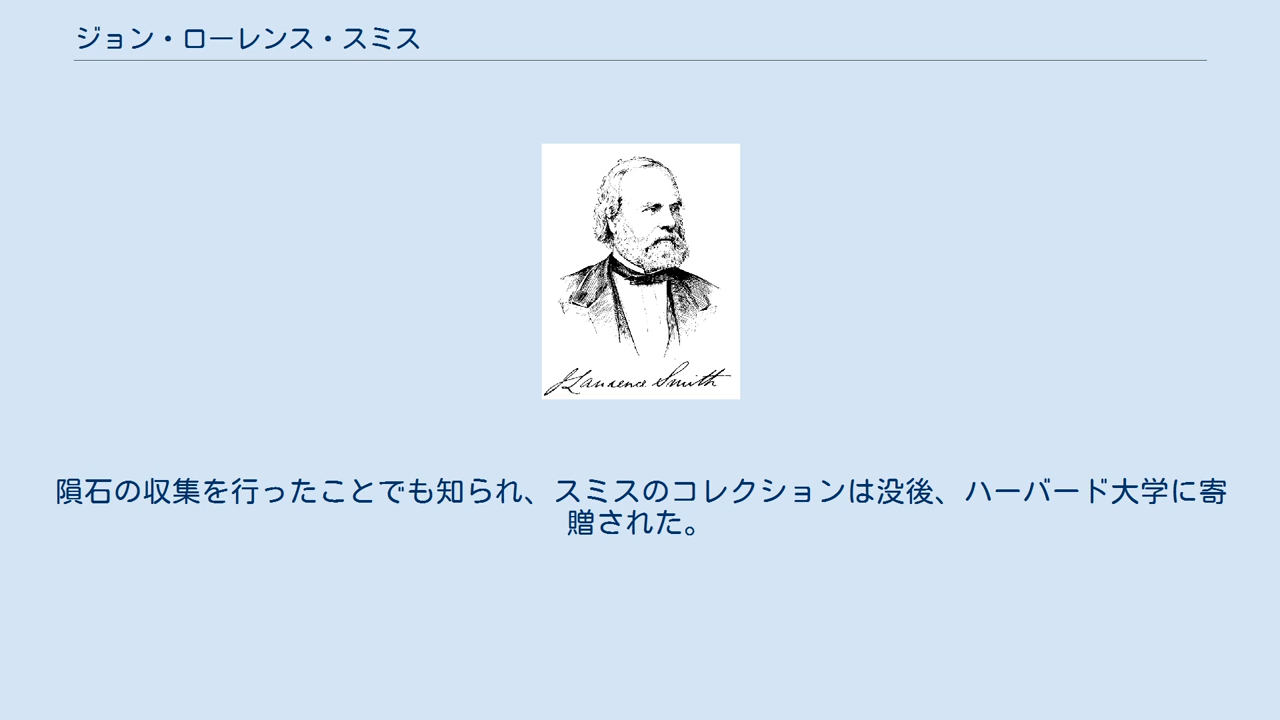 ジョン・ローレンス・スミス
J Laurence Smith
隕石の収集を行ったことでも知られ、スミスのコレクションは没後、ハーバード大学に寄
贈された。